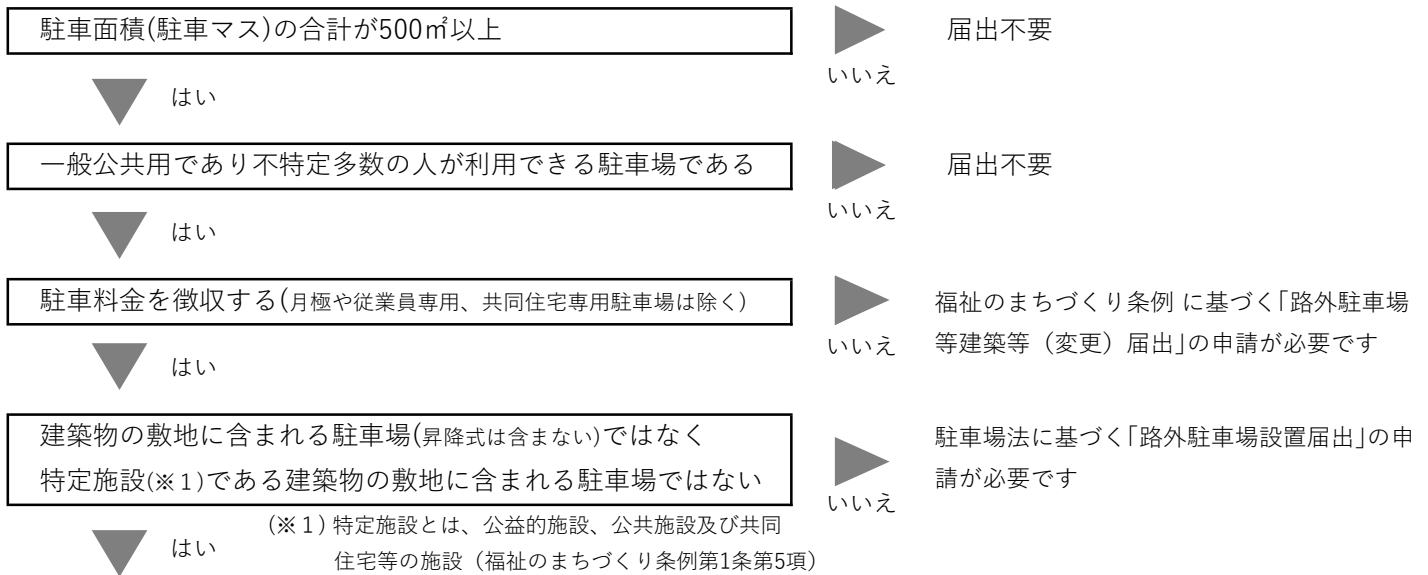 駐車面積(駐車マス)の合計が500㎡以上
届出不要
いいえ
はい
一般公共用であり不特定多数の人が利用できる駐車場である
届出不要
いいえ
はい
駐車料金を徴収する(月極や従業員専用、共同住宅専用駐車場は除く)
福祉のまちづくり条例 に基づく｢路外駐車場
等建築等（変更）届出｣の申請が必要です
いいえ
はい
建築物の敷地に含まれる駐車場(昇降式は含まない)ではなく
特定施設(※１)である建築物の敷地に含まれる駐車場ではない
駐車場法に基づく｢路外駐車場設置届出｣の申
請が必要です
いいえ
(※１) 特定施設とは、公益的施設、公共施設及び共同
住宅等の施設（福祉のまちづくり条例第1条第5項）
はい